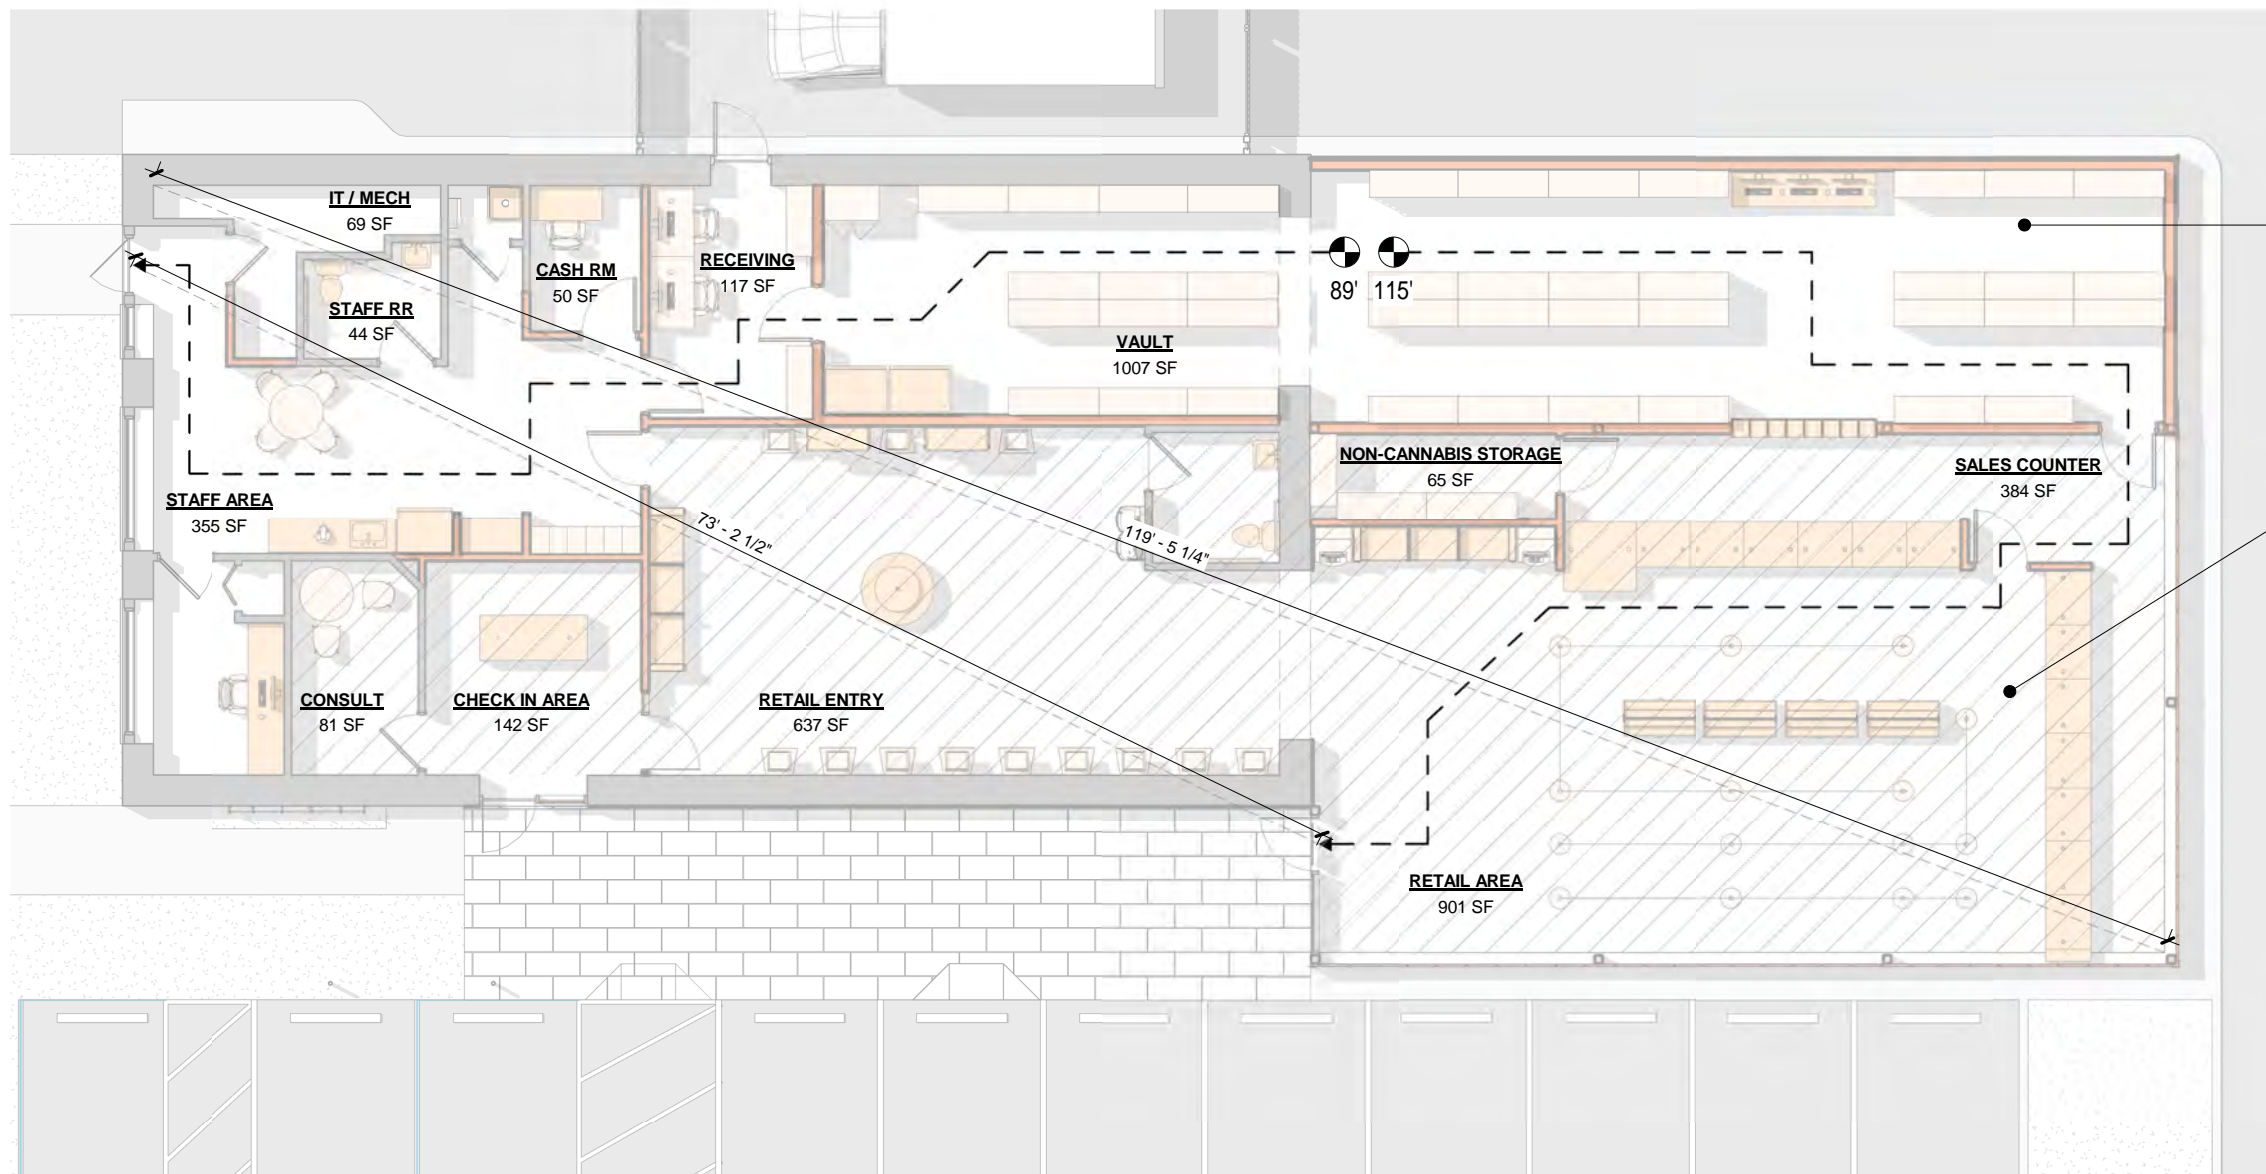 IT / MECH
69 SF
STAFF RR
44 SF
CASH RM
50 SF
RECEIVING
117 SF
89'
115'
VAULT
1007 SF
NON-CANNABIS STORAGE
65 SF
SALES COUNTER
384 SF
STAFF AREA
355 SF
73' - 2 1/2"
119' - 5 1/4"
CONSULT
81 SF
CHECK IN AREA
142 SF
RETAIL ENTRY
637 SF
RETAIL AREA
901 SF